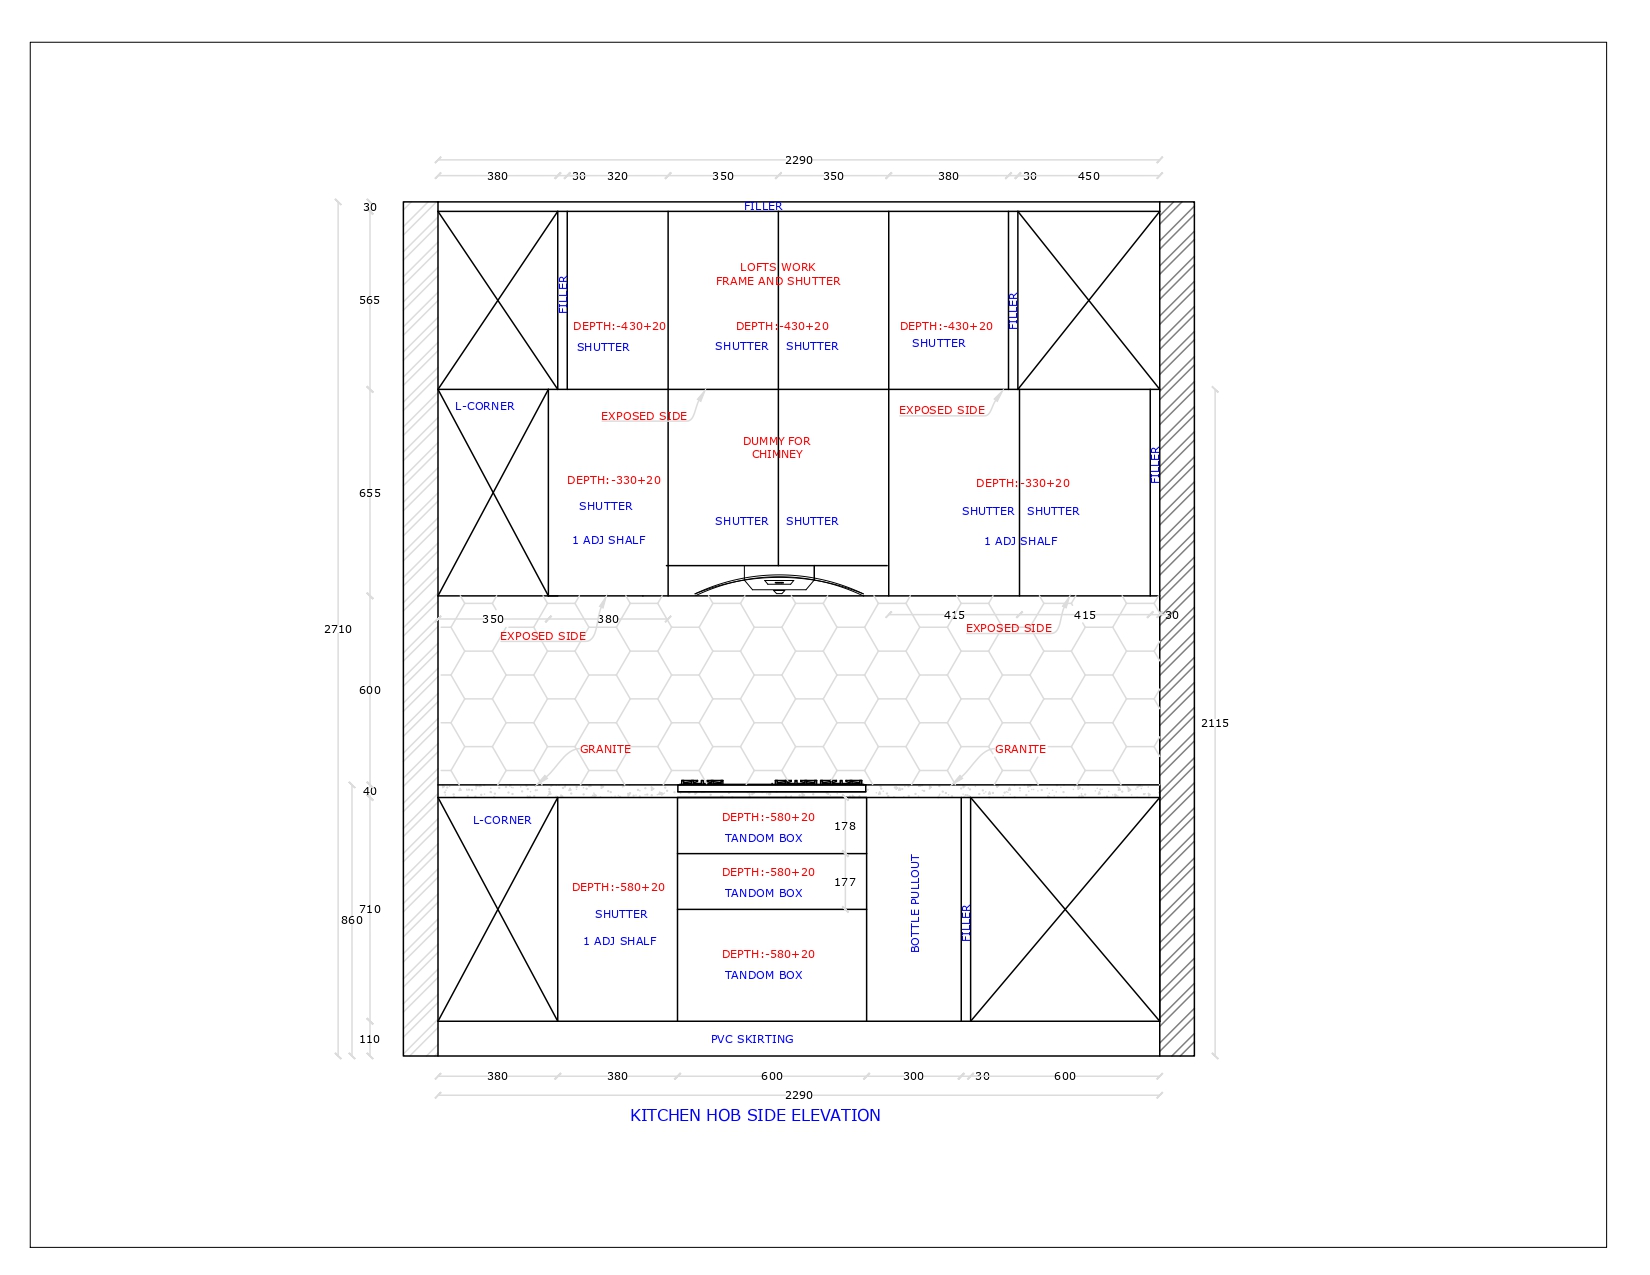 2290
380 30 320 350 350 380 30 450
30
FILLER
LOFTS WORK
FRAME AND SHUTTER
FILLER
FILLER
565
DEPTH:-430+20
DEPTH:-430+20
DEPTH:-430+20
SHUTTER
SHUTTER SHUTTER
SHUTTER
L-CORNER
EXPOSED SIDE
EXPOSED SIDE
DUMMY FOR
CHIMNEY
FILLER
DEPTH:-330+20
DEPTH:-330+20
655
SHUTTER
SHUTTER SHUTTER
SHUTTER SHUTTER
1 ADJ SHALF
1 ADJ SHALF
350 380 415 415 30
2710
EXPOSED SIDE
EXPOSED SIDE
600
2115
GRANITE
GRANITE
40
L-CORNER
DEPTH:-580+20
178
TANDOM BOX
DEPTH:-580+20
177
TANDOM BOX
DEPTH:-580+20
SHUTTER
1 ADJ SHALF
BOTTLE PULLOUT
FILLER
710
860
DEPTH:-580+20
TANDOM BOX
110
PVC SKIRTING
380 380 600 300 30 600
2290
KITCHEN HOB SIDE ELEVATION